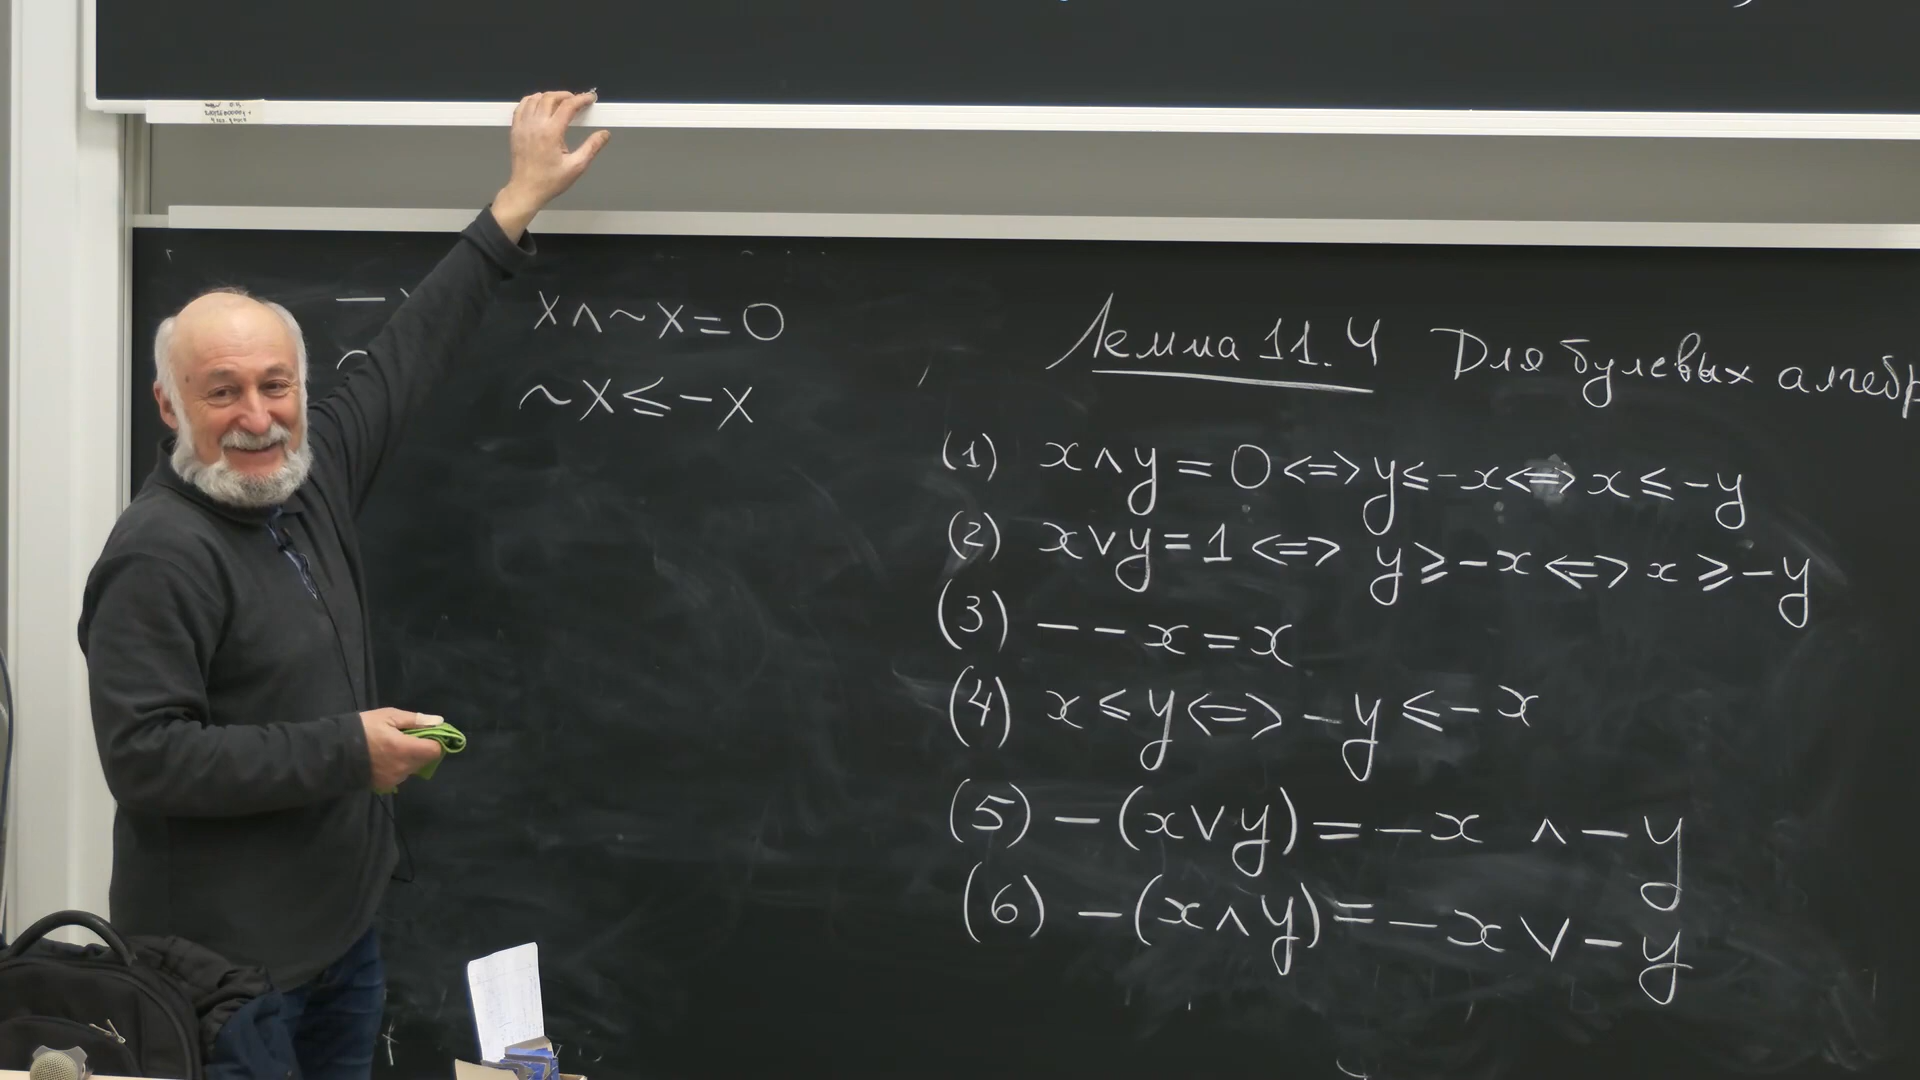 x∧~x=0
~x≤-x
Лемма 11.4 Для булевых алгебр
(1) x∧y=0<=>y≤-x<=>x≤-y
(2) x∨y=1<=>y≥-x<=>x≥-y
(3) --x=x
(4) x≤y<=>-y≤-x
(5) -(x∨y)=-x∧-y
(6) -(x∧y)=-x∨-y